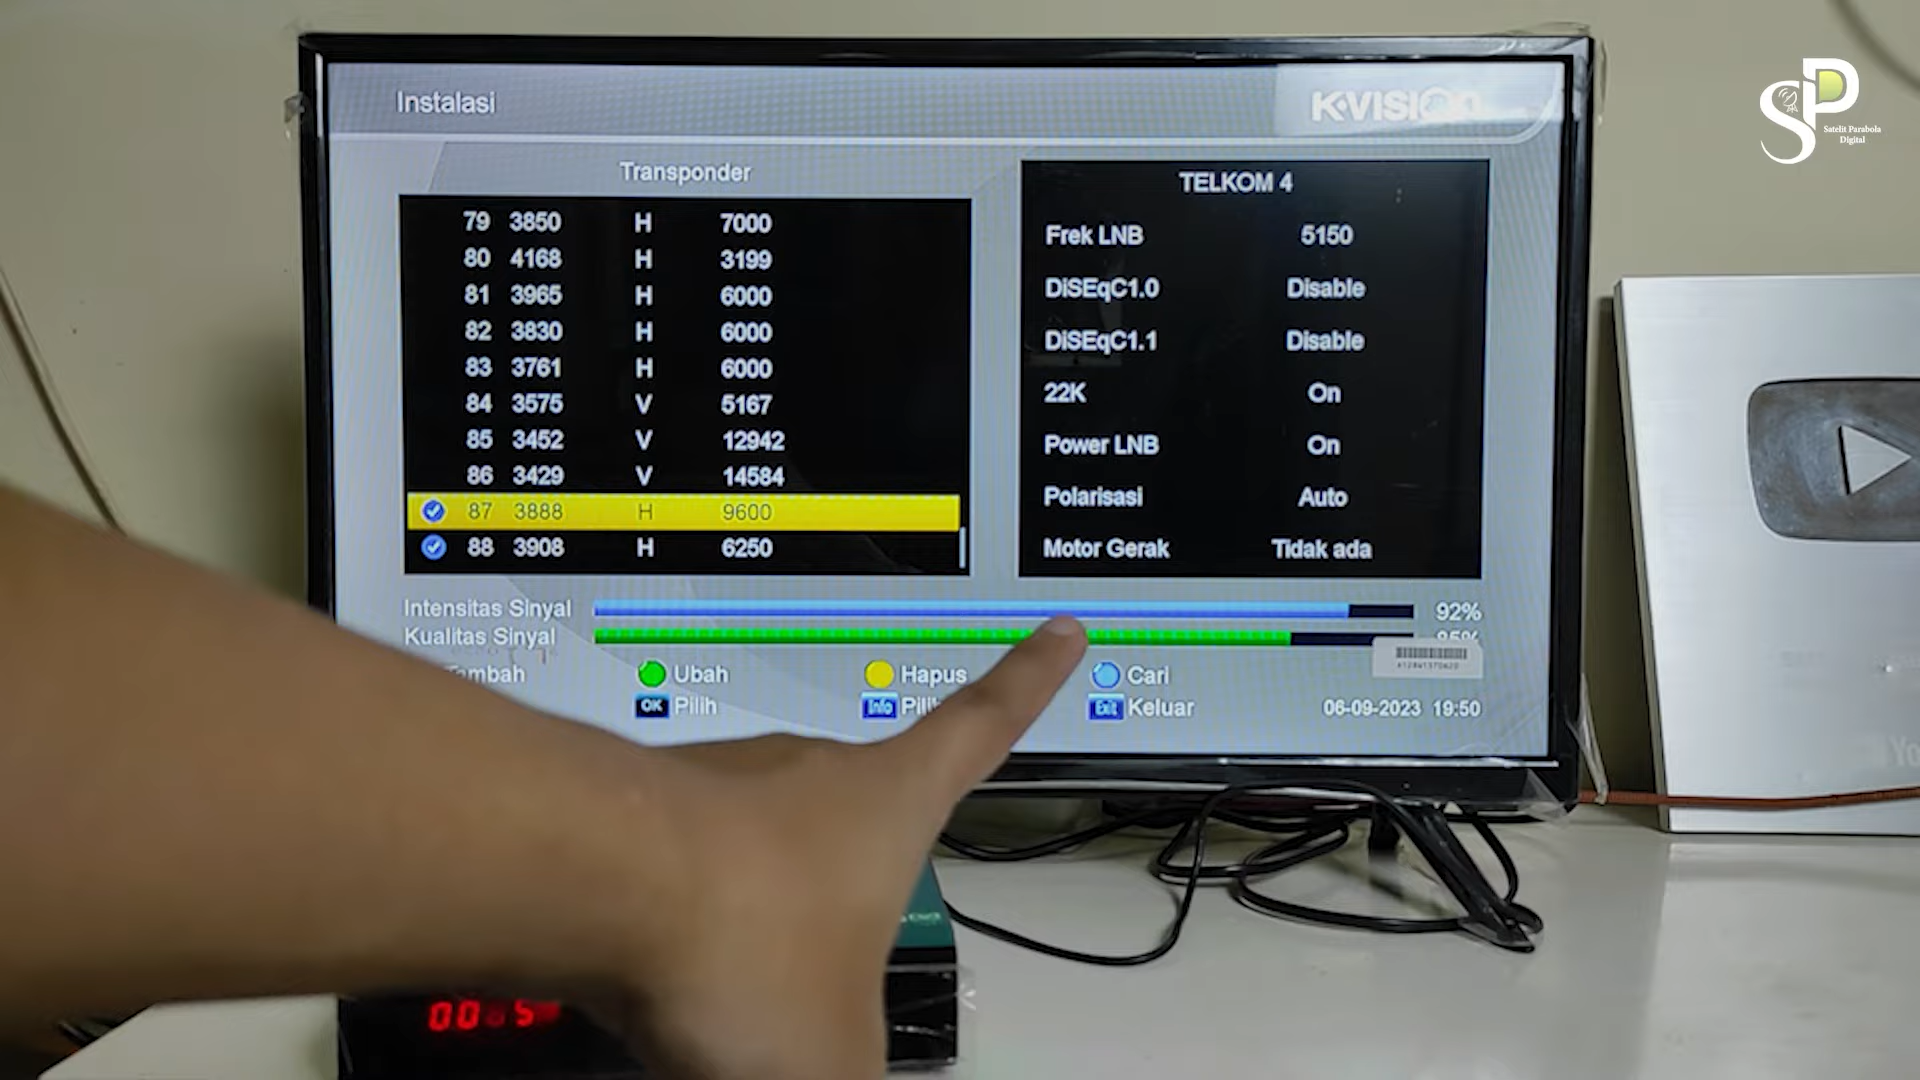 Instalasi
K-VISION
SPD
Satelit Parabola
Digital
Transponder
79 3850 H 7000
80 4168 H 3199
81 3965 H 6000
82 3830 H 6000
83 3761 H 6000
84 3575 V 5167
85 3452 V 12942
86 3429 V 14584
87 3888 H 9600
88 3908 H 6250
TELKOM 4
Frek LNB 5150
DiSEqC1.0 Disable
DiSEqC1.1 Disable
22K On
Power LNB On
Polarisasi Auto
Motor Gerak Tidak ada
Intensitas Sinyal 92%
Kualitas Sinyal 85%
Ubah
Hapus
Cari
OK Pilih
Info
Exit Keluar
06-09-2023 19:50